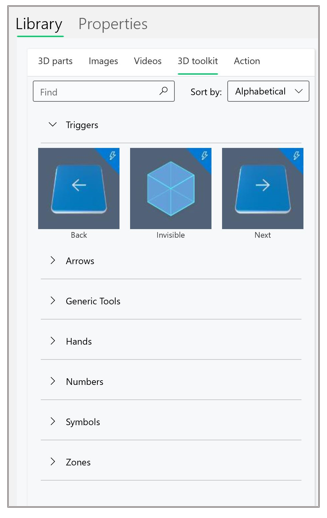 Library Properties
3D parts Images Videos 3D toolkit Action
Find Sort by: Alphabetical
Triggers
Back Invisible Next
Arrows
Generic Tools
Hands
Numbers
Symbols
Zones